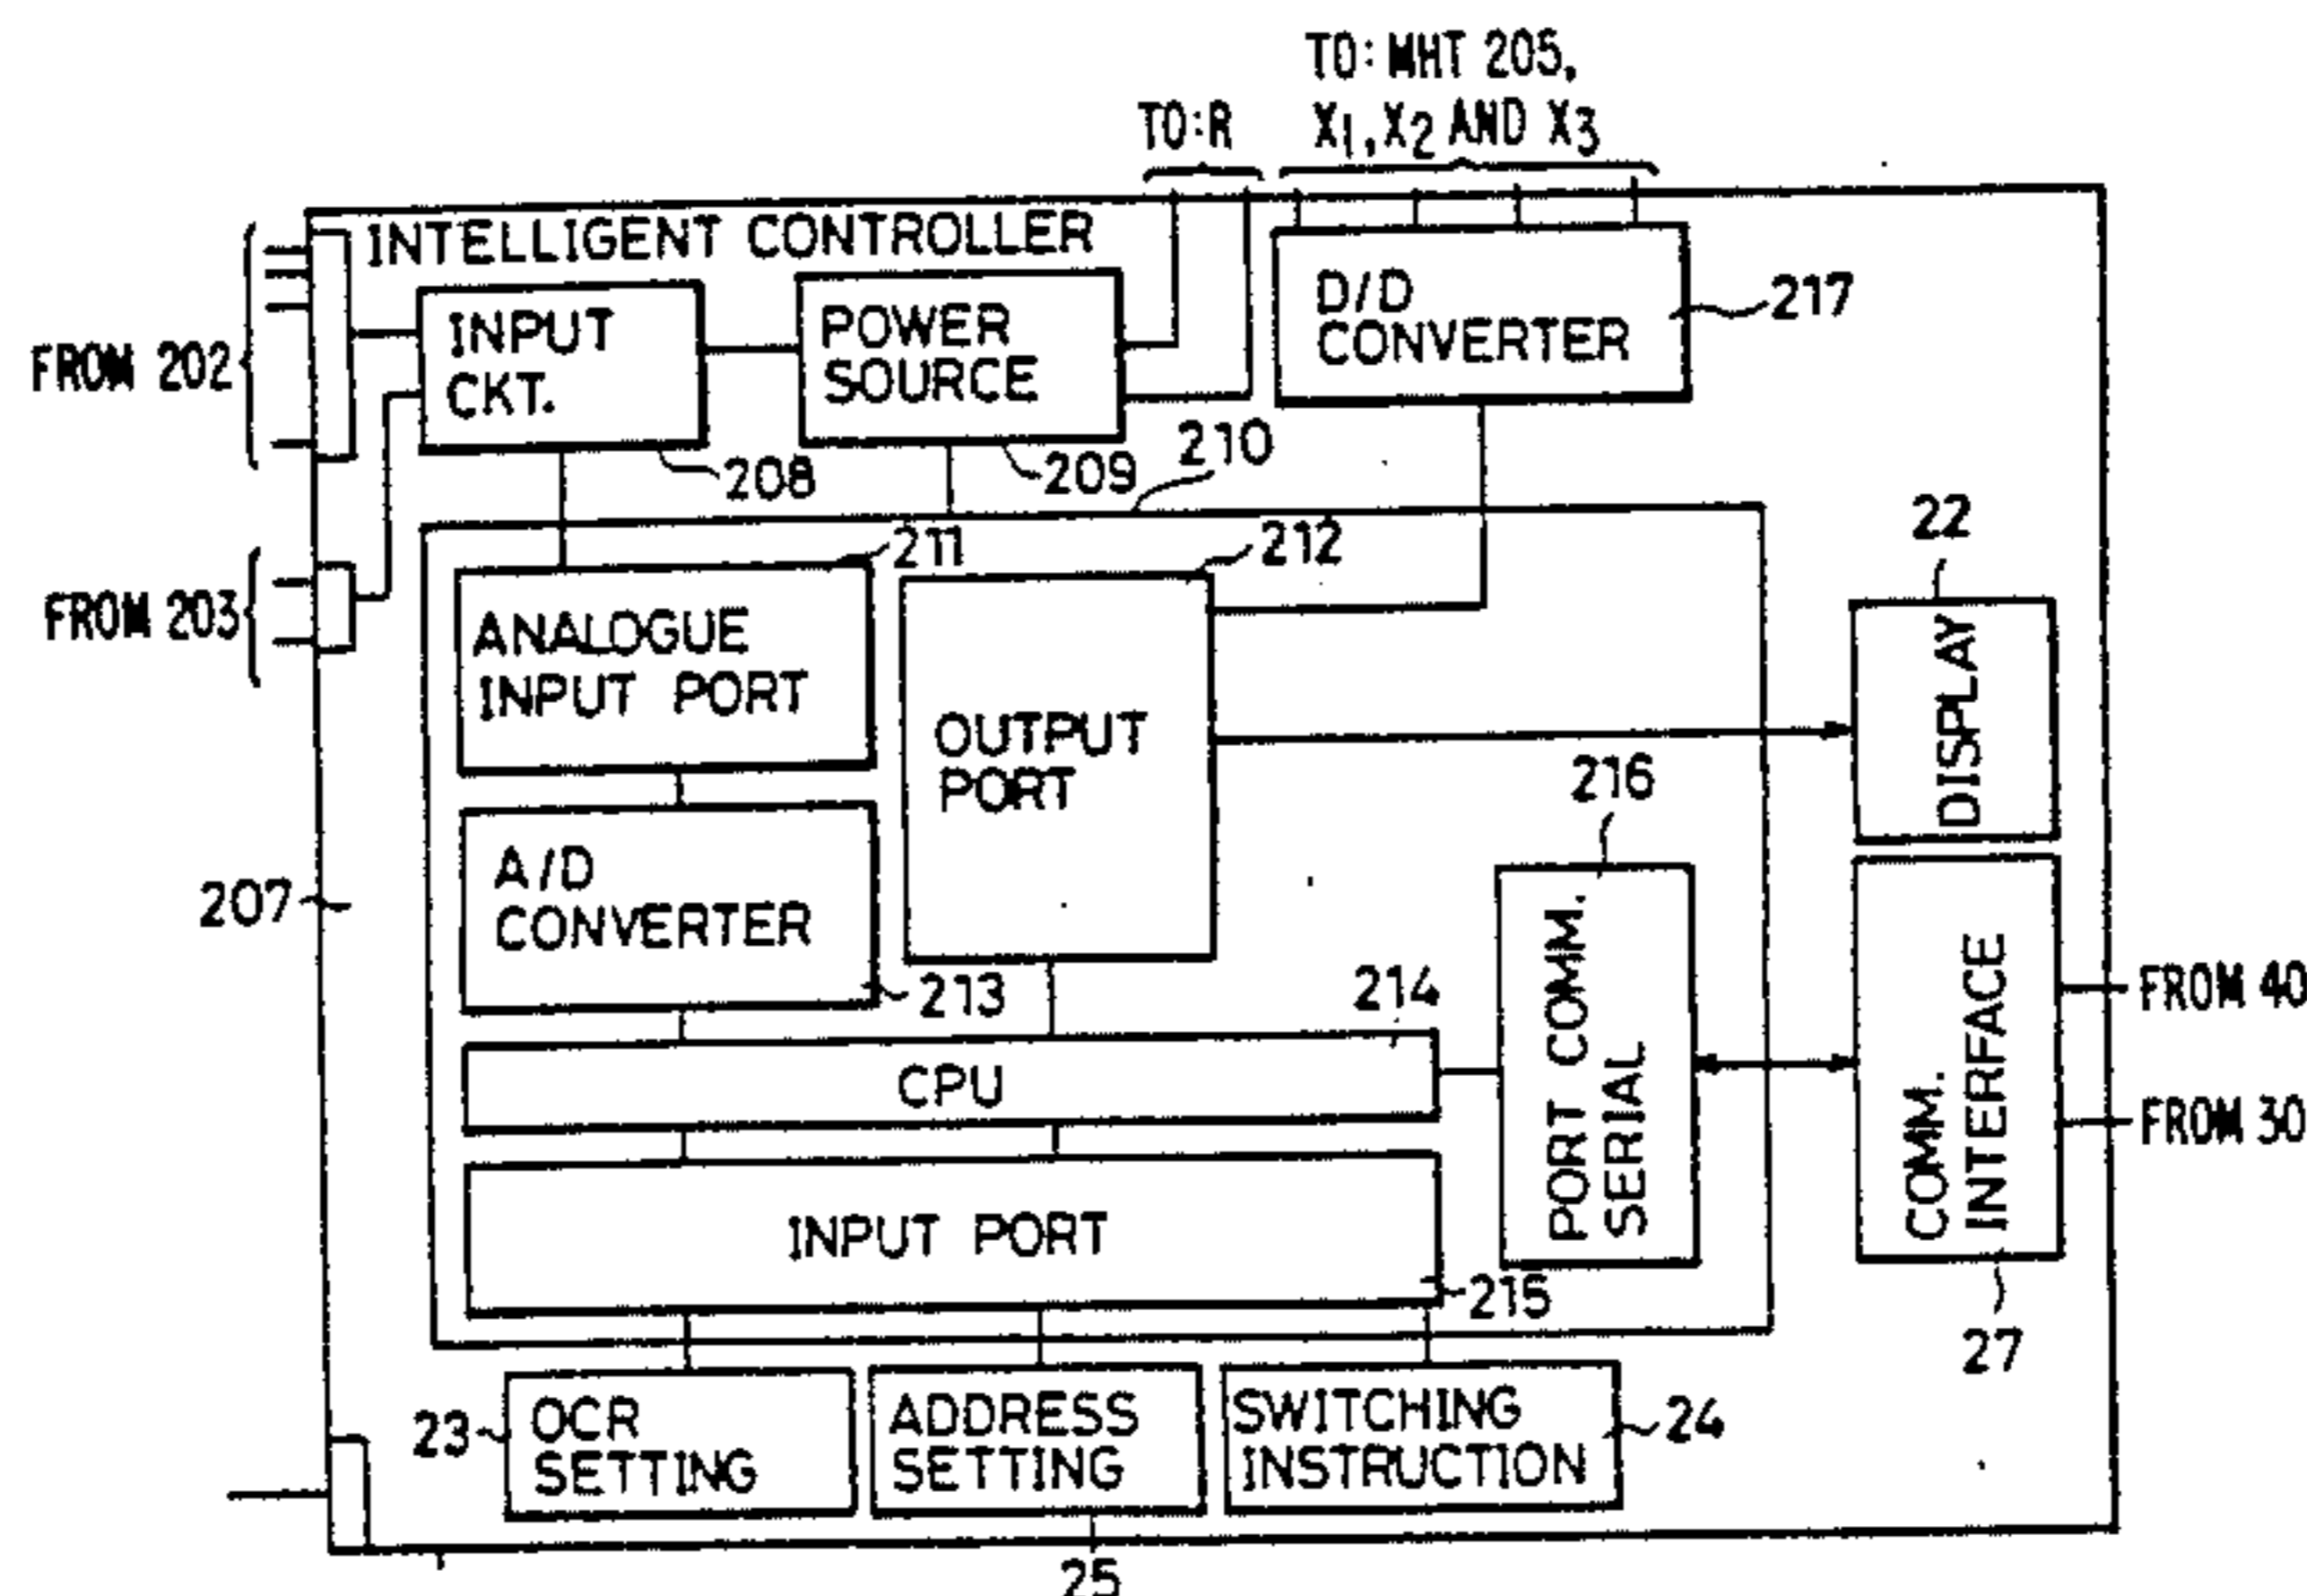 TO: MHT 205,
X1, X2 AND X3
TO: R
INTELLIGENT CONTROLLER
FROM 202
INPUT
CKT.
208
POWER
SOURCE
209
D/D
CONVERTER
217
210
FROM 203
211
ANALOGUE
INPUT PORT
212
OUTPUT
PORT
22
DISPLAY
207
A/D
CONVERTER
213
216
PORT COMM.
SERIAL
214
CPU
COMM.
INTERFACE
27
FROM 40
FROM 30
INPUT PORT
215
23
OCR
SETTING
ADDRESS
SETTING
25
SWITCHING
INSTRUCTION
24